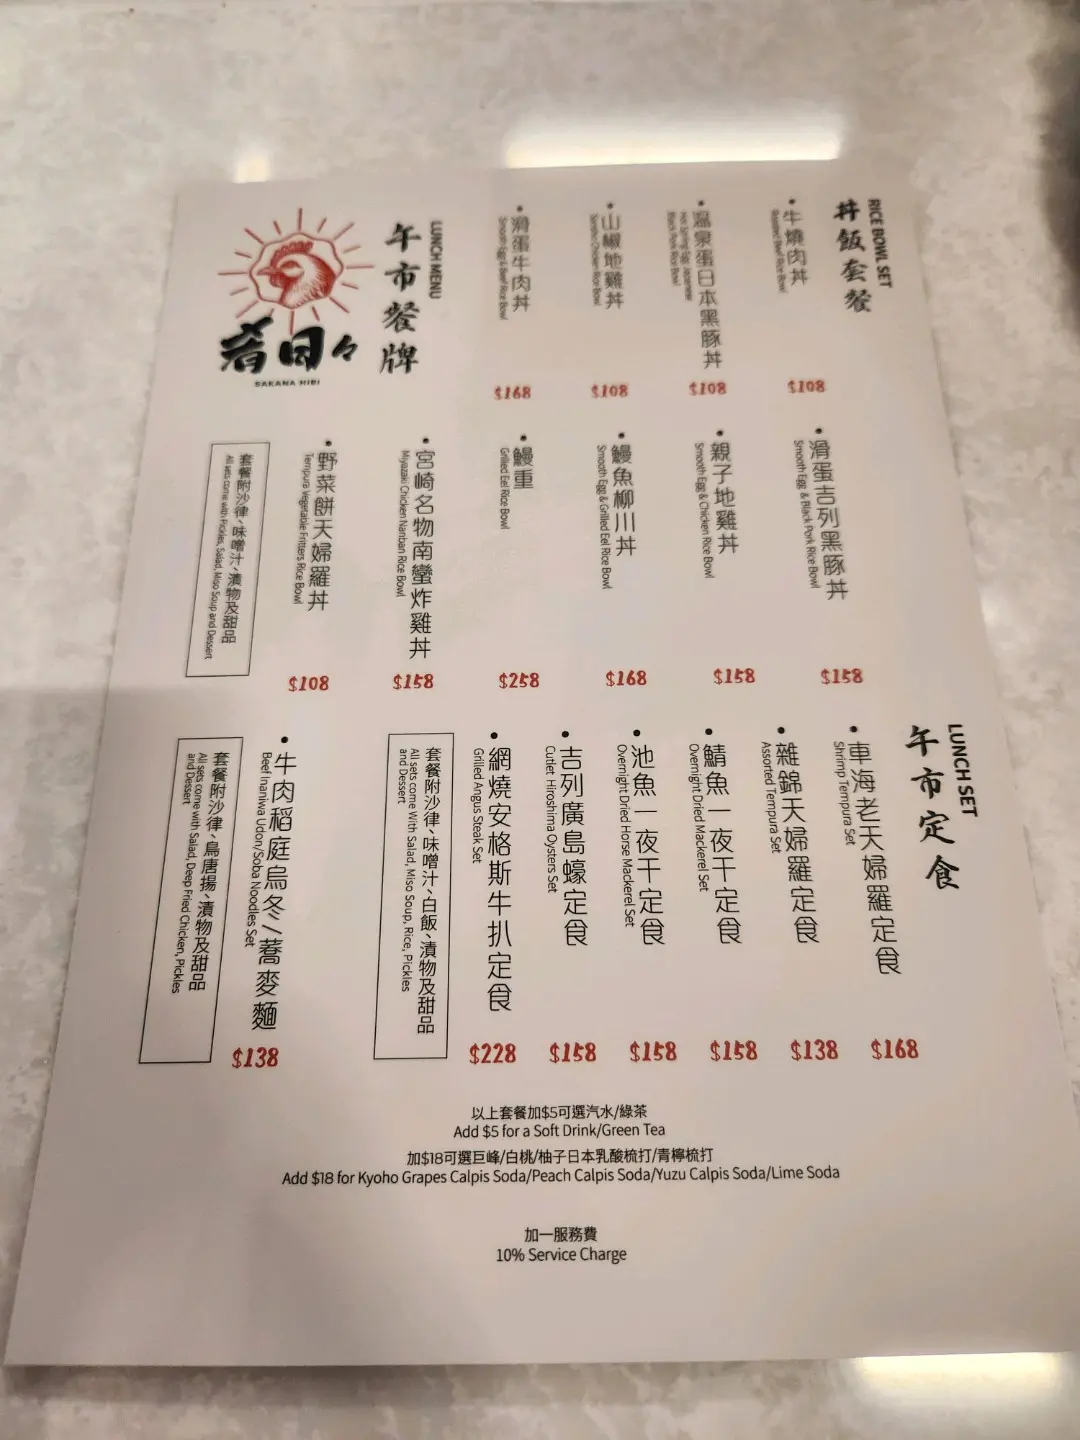 RICE BOWL SET
丼飯套餐
牛燒肉丼
Roasted Beef Rice Bowl
$108
溫泉蛋日本黑豚丼
Hot Spring Egg Japanese
Black Pork Rice Bowl
$108
山椒地雞丼
Sansho Chicken Rice Bowl
$108
滑蛋牛肉丼
Smooth Egg & Beef Rice Bowl
$168
LUNCH MENU
午市餐牌
肴日々
SAKANA HIBI
滑蛋吉列黑豚丼
Smooth Egg & Black Pork Rice Bowl
$158
親子地雞丼
Smooth Egg & Chicken Rice Bowl
$158
鰻魚柳川丼
Smooth Egg & Grilled Eel Rice Bowl
$168
鰻重
Grilled Eel Rice Bowl
$258
宮崎名物南蠻炸雞丼
Miyazaki Chicken Nanban Rice Bowl
$158
野菜餅天婦羅丼
Tempura Vegetable Fritters Rice Bowl
$108
套餐附沙律、味噌汁、漬物及甜品
All sets come with Pickles, Salad, Miso Soup and Dessert
LUNCH SET
午市定食
車海老天婦羅定食
Shrimp Tempura Set
$168
雜錦天婦羅定食
Assorted Tempura Set
$138
鯖魚一夜干定食
Overnight Dried Mackerel Set
$158
池魚一夜干定食
Overnight Dried Horse Mackerel Set
$158
吉列廣島蠔定食
Cutlet Hiroshima Oysters Set
$158
網燒安格斯牛扒定食
Grilled Angus Steak Set
$228
套餐附沙律、味噌汁、白飯、漬物及甜品
All sets come With Salad, Miso Soup, Rice, Pickles
and Dessert
牛肉稻庭烏冬/蕎麥麵
Beef Inaniwa Udon/Soba Noodles Set
$138
套餐附沙律、烏唐揚、漬物及甜品
All sets come with Salad, Deep Fried Chicken, Pickles
and Dessert
以上套餐加$5可選汽水/綠茶
Add $5 for a Soft Drink/Green Tea
加$18可選巨峰/白桃/柚子日本乳酸梳打/青檸梳打
Add $18 for Kyoho Grapes Calpis Soda/Peach Calpis Soda/Yuzu Calpis Soda/Lime Soda
加一服務費
10% Service Charge